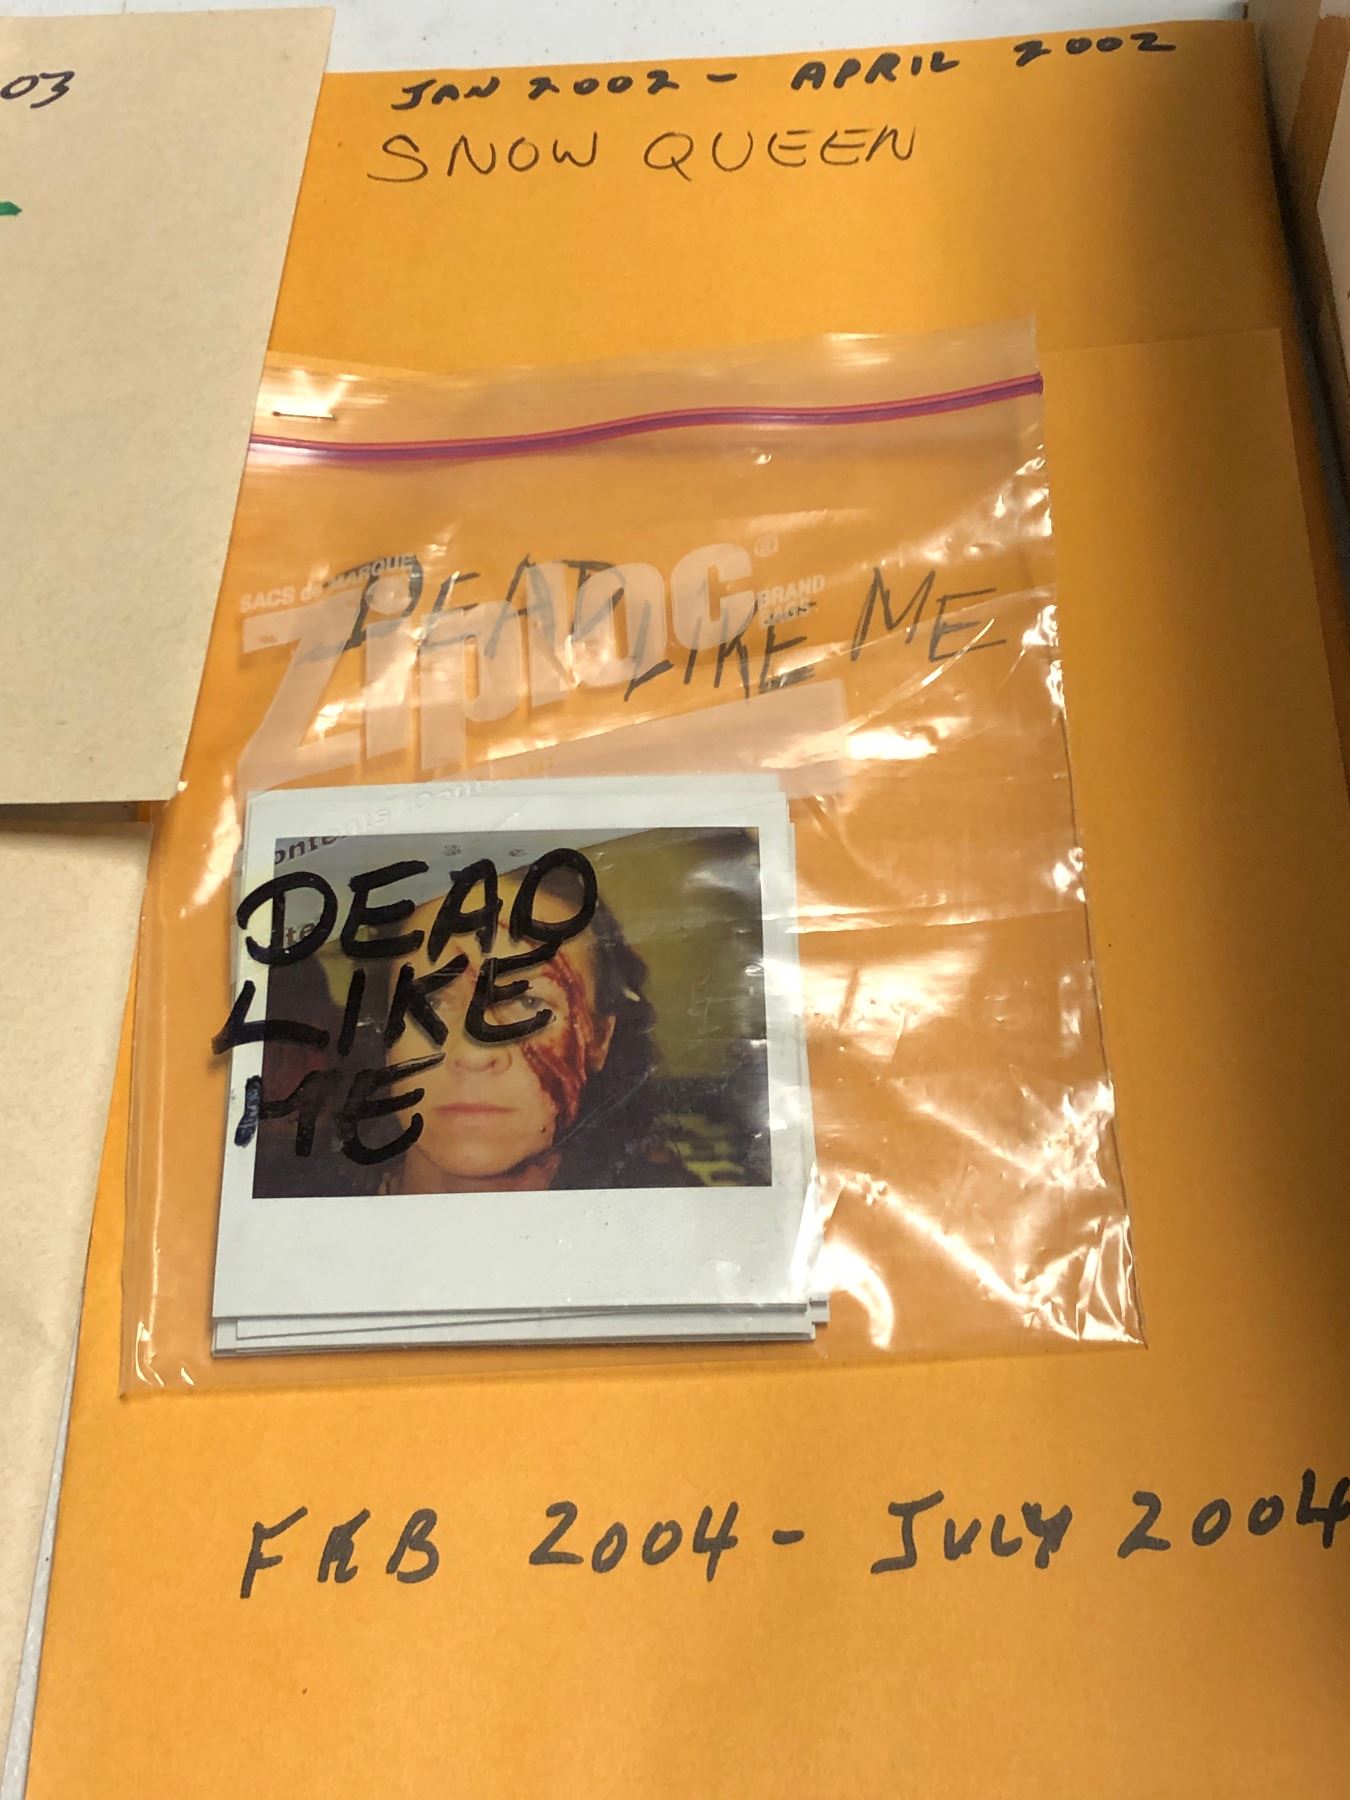 03
JAN 2002 - APRIL 2002
SNOW QUEEN
SACS de MARQUE
Ziploc®
BRAND
BAGS
DEAD LIKE ME
DEAD
LIKE
ME
FEB 2004 - JULY 2004